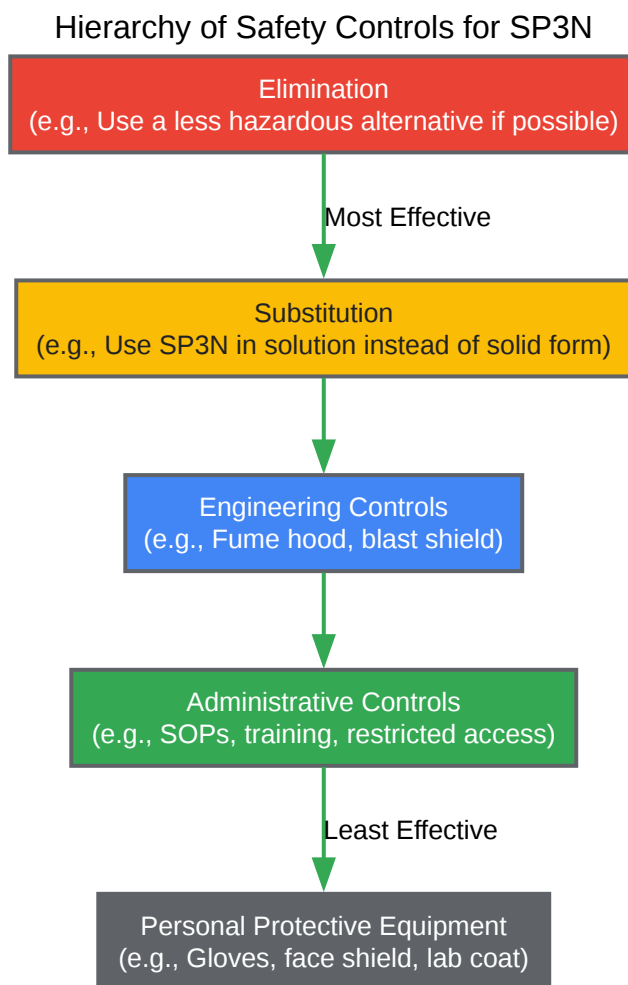 Hierarchy of Safety Controls for SP3N
Elimination
(e.g., Use a less hazardous alternative if possible)
Most Effective
Substitution
(e.g., Use SP3N in solution instead of solid form)
Engineering Controls
(e.g., Fume hood, blast shield)
Administrative Controls
(e.g., SOPs, training, restricted access)
Least Effective
Personal Protective Equipment
(e.g., Gloves, face shield, lab coat)